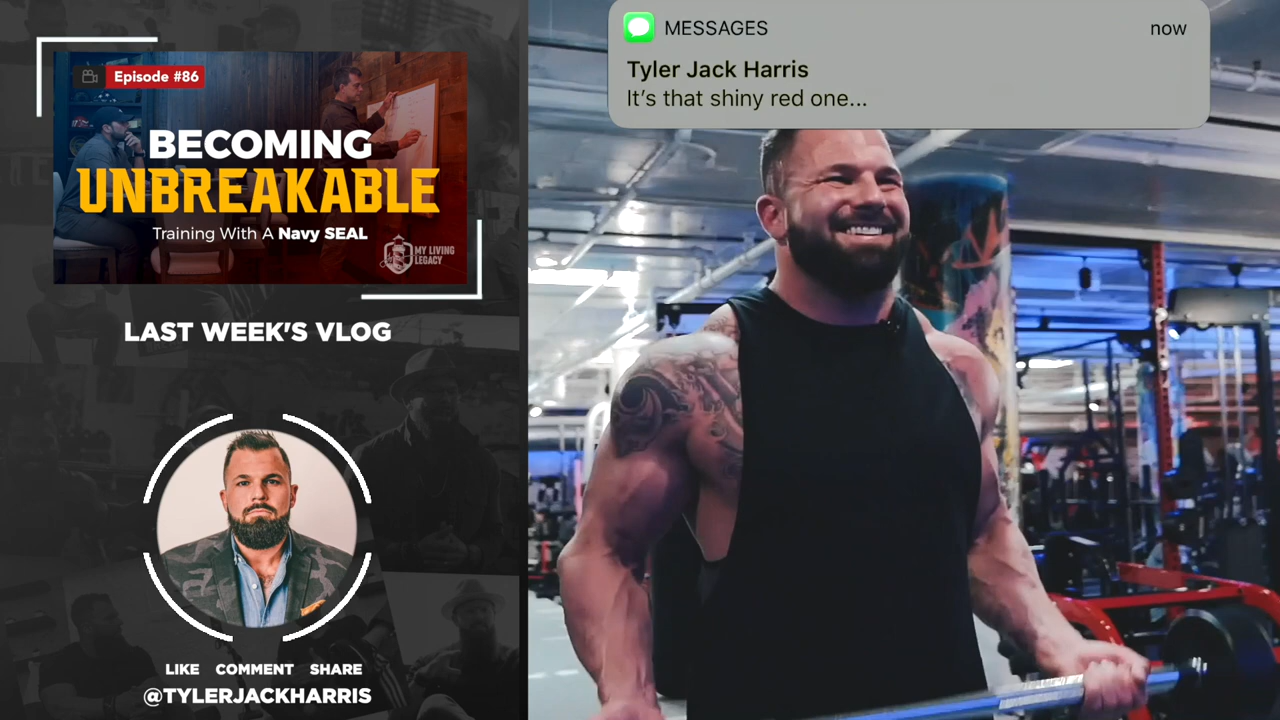 Episode #86
BECOMING
UNBREAKABLE
Training With A Navy SEAL
MY LIVING
LEGACY
LAST WEEK'S VLOG
LIKE COMMENT SHARE
@TYLERJACKHARRIS
MESSAGES
now
Tyler Jack Harris
It's that shiny red one...